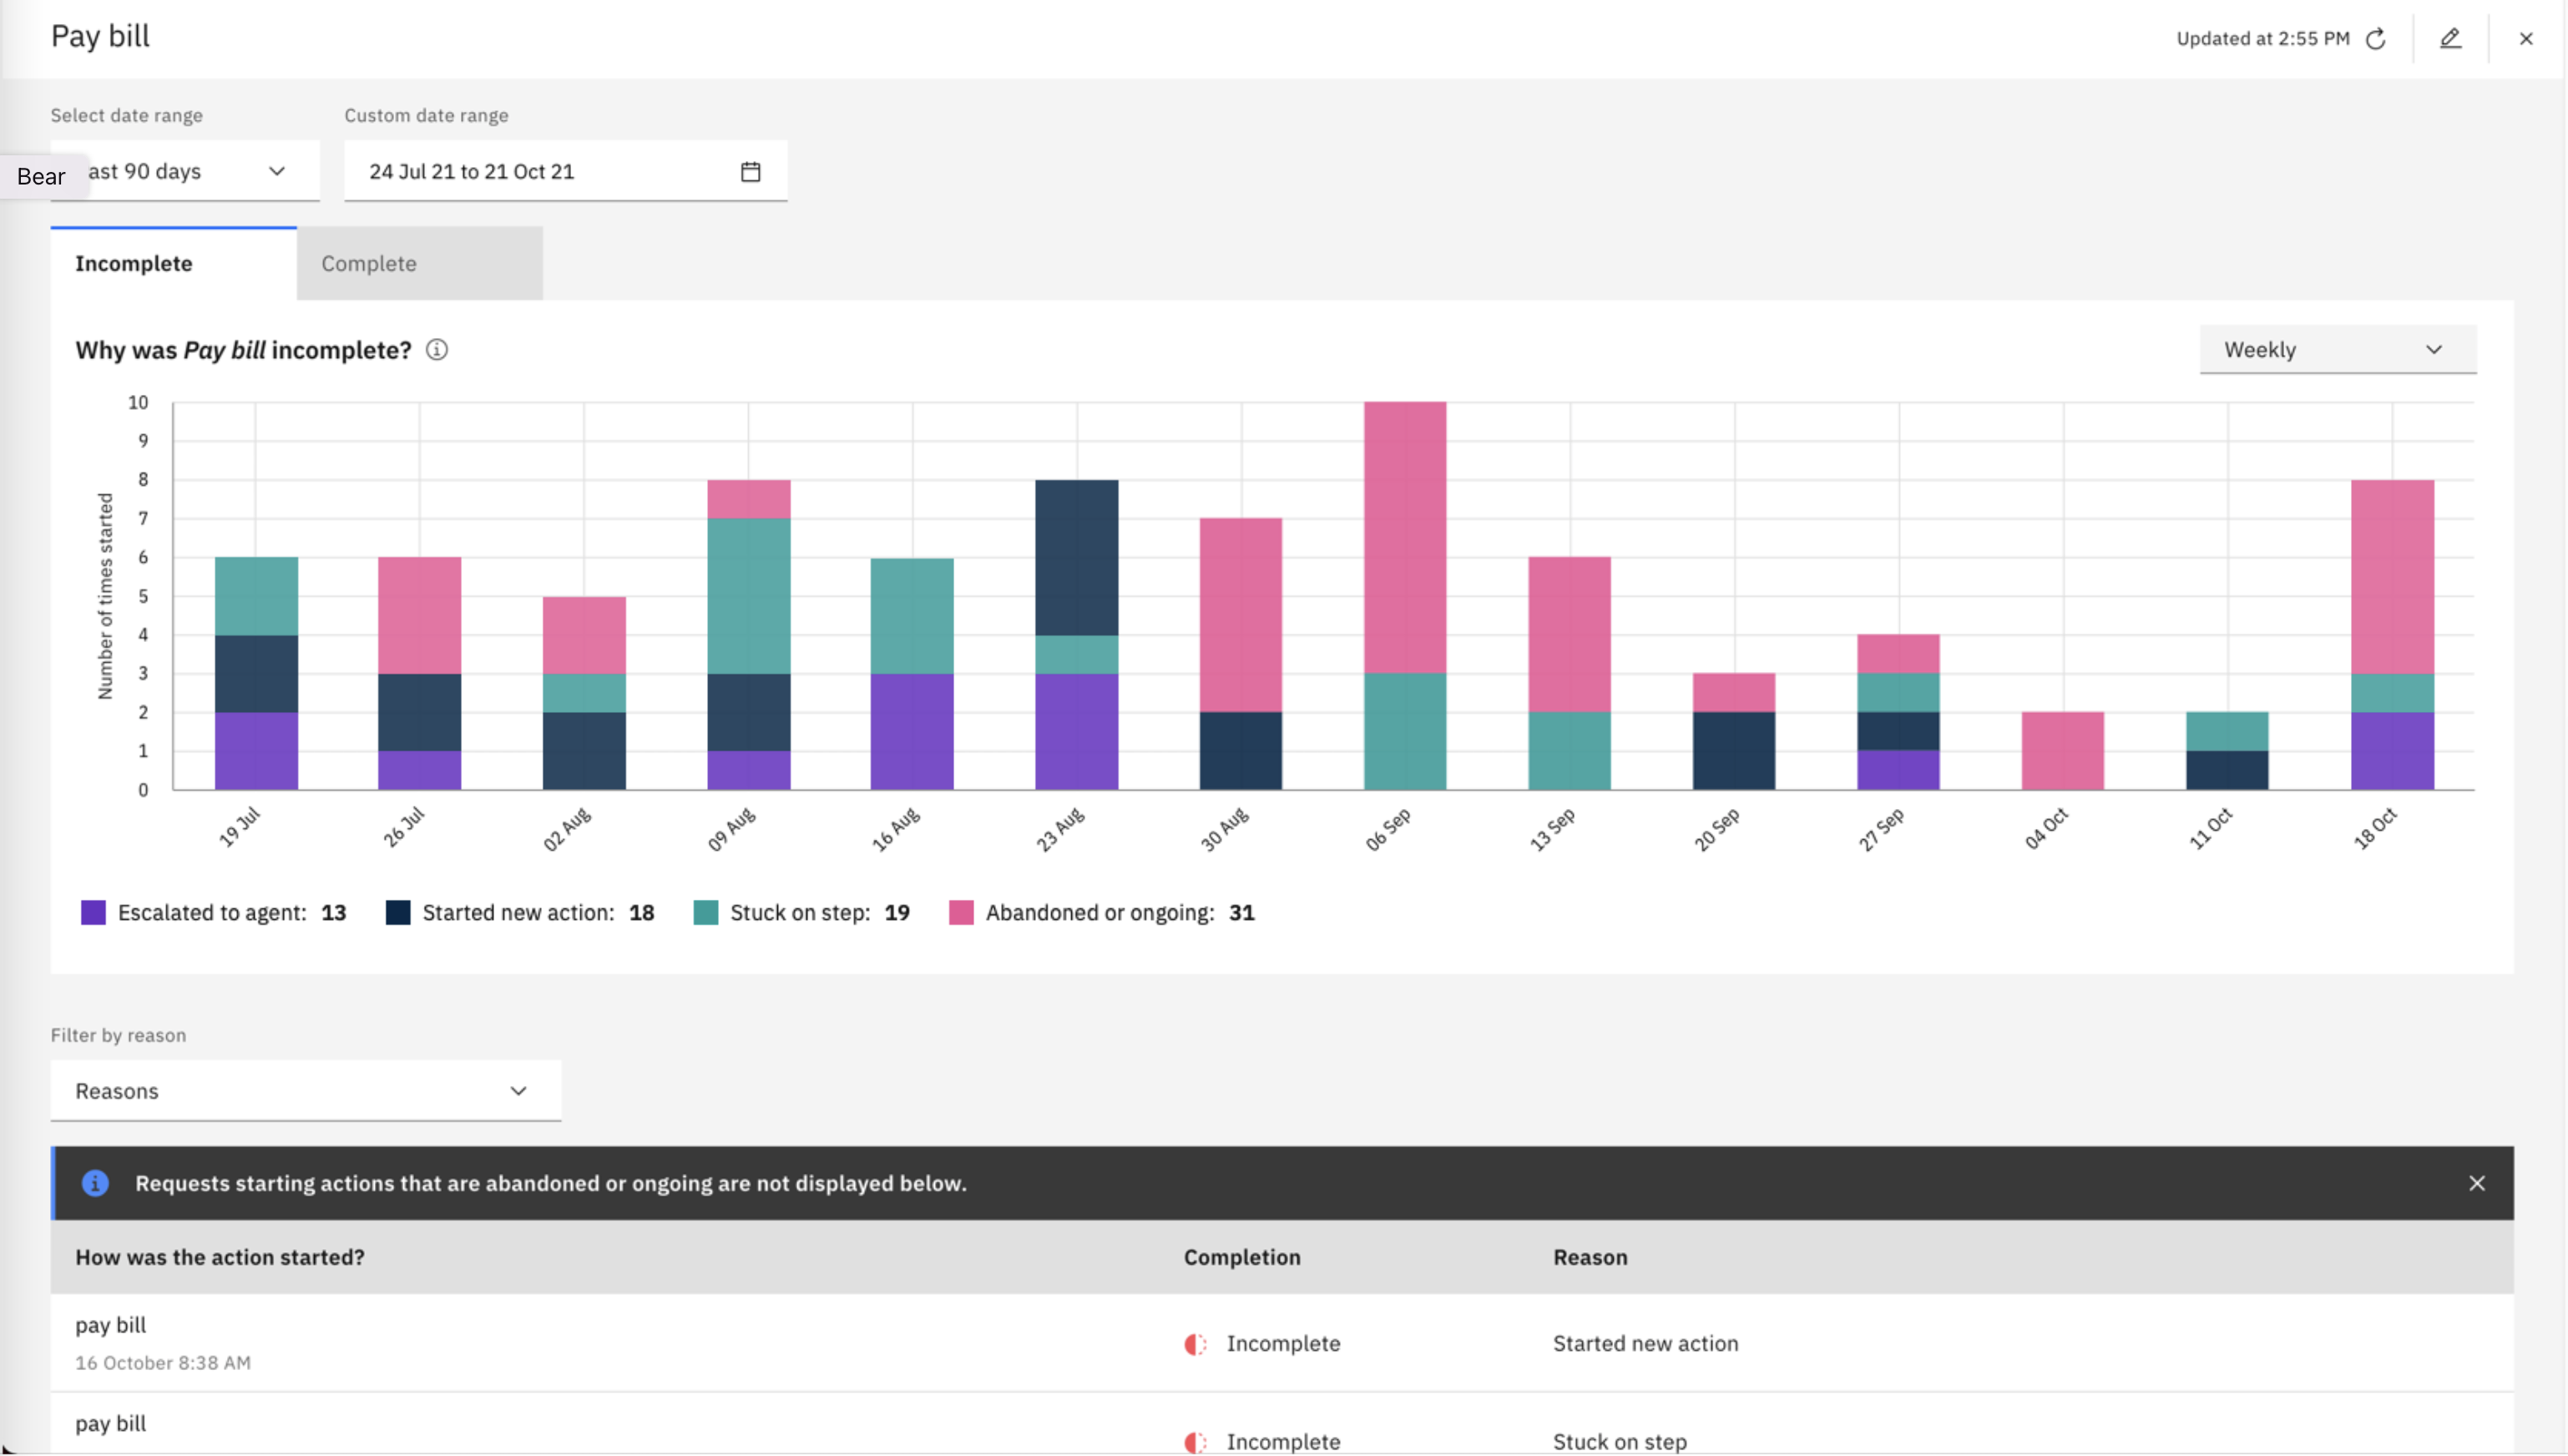 Pay bill
Updated at 2:55 PM
Select date range
Custom date range
Bear
ast 90 days
24 Jul 21 to 21 Oct 21
Incomplete
Complete
Why was Pay bill incomplete?
Weekly
Number of times started
10
9
8
7
6
5
4
3
2
1
0
19 Jul
26 Jul
02 Aug
09 Aug
16 Aug
23 Aug
30 Aug
06 Sep
13 Sep
20 Sep
27 Sep
04 Oct
11 Oct
18 Oct
Escalated to agent: 13
Started new action: 18
Stuck on step: 19
Abandoned or ongoing: 31
Filter by reason
Reasons
Requests starting actions that are abandoned or ongoing are not displayed below.
How was the action started?
Completion
Reason
pay bill
16 October 8:38 AM
Incomplete
Started new action
pay bill
Incomplete
Stuck on step